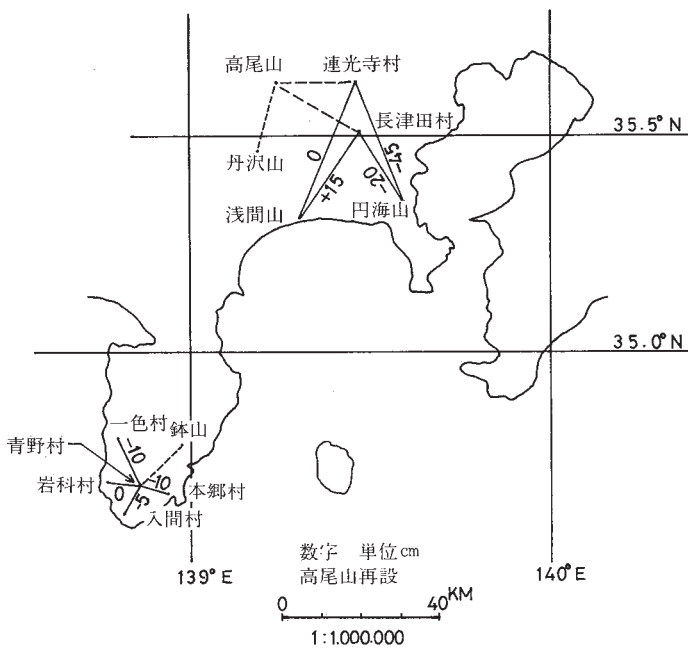 高尾山
連光寺村
長津田村
35.5°N
丹沢山
0
-45
+15
-20
浅間山
円海山
35.0°N
一色村
鉢山
青野村
-10
岩科村
0
-5
-10
本郷村
入間村
数字 単位cm
高尾山再設
139°E
140°E
0
40KM
1:1.000.000